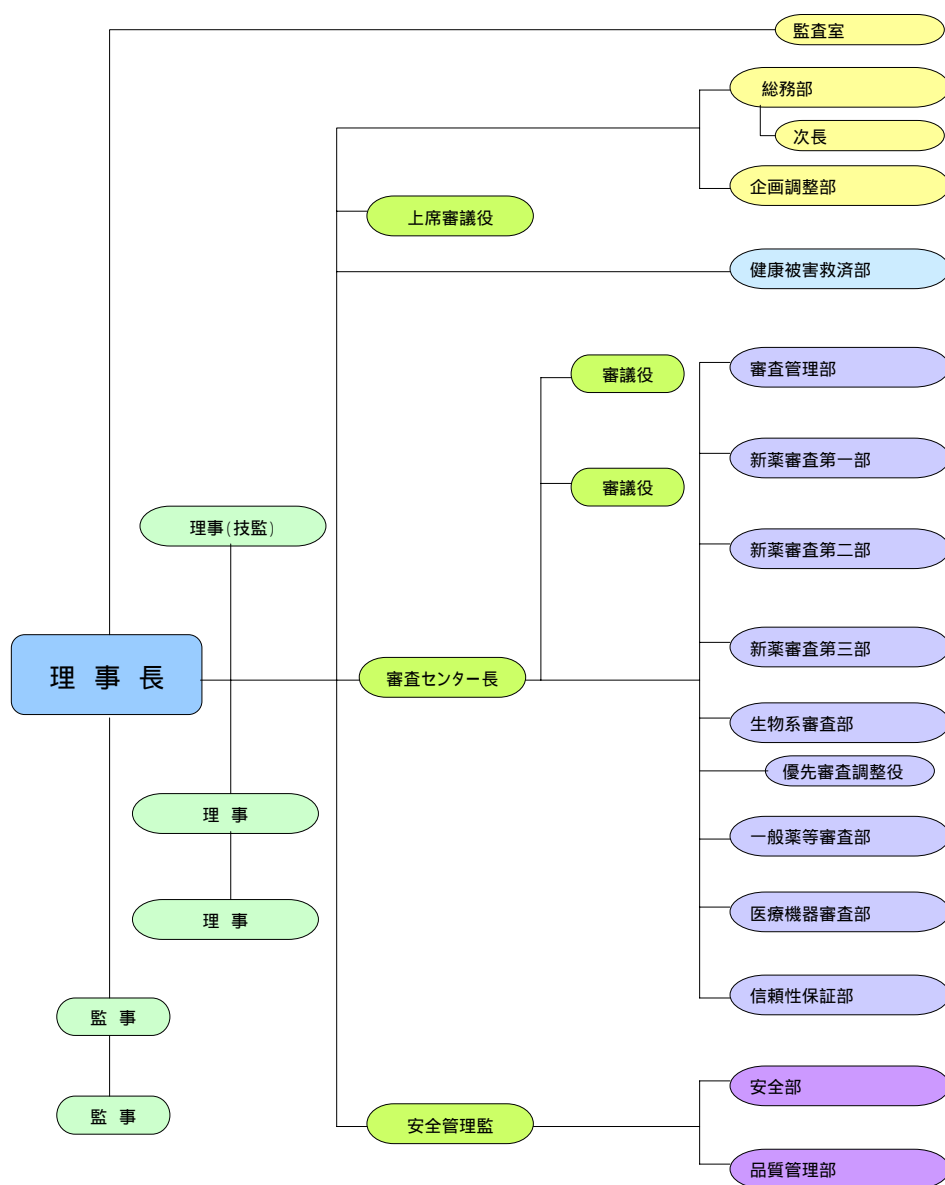 監査室
総務部
次長
企画調整部
上席審議役
健康被害救済部
審議役
審査管理部
新薬審査第一部
審議役
理事(技監)
新薬審査第二部
新薬審査第三部
理 事 長
審査センター長
生物系審査部
優先審査調整役
理 事
一般薬等審査部
理 事
医療機器審査部
信頼性保証部
監 事
安全部
監 事
安全管理監
品質管理部